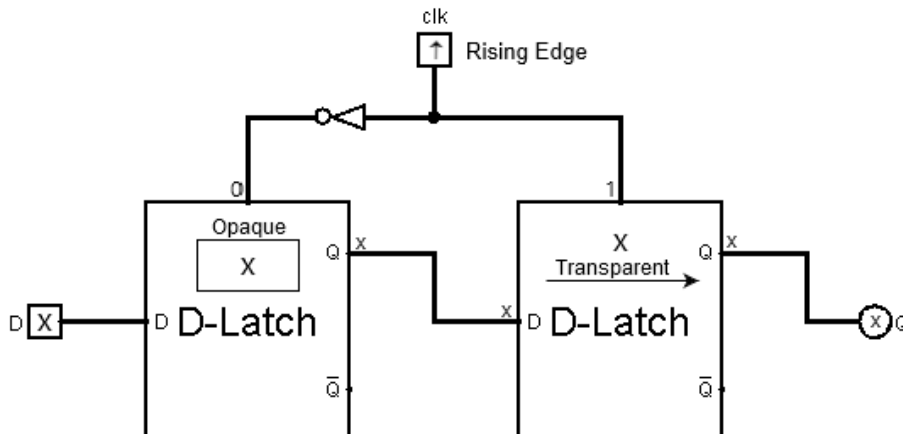 clk
↑ Rising Edge
0
1
Opaque
X
Q x
X
Transparent
Q x
D X
D D-Latch
x D D-Latch
x Q
Q̅
Q̅